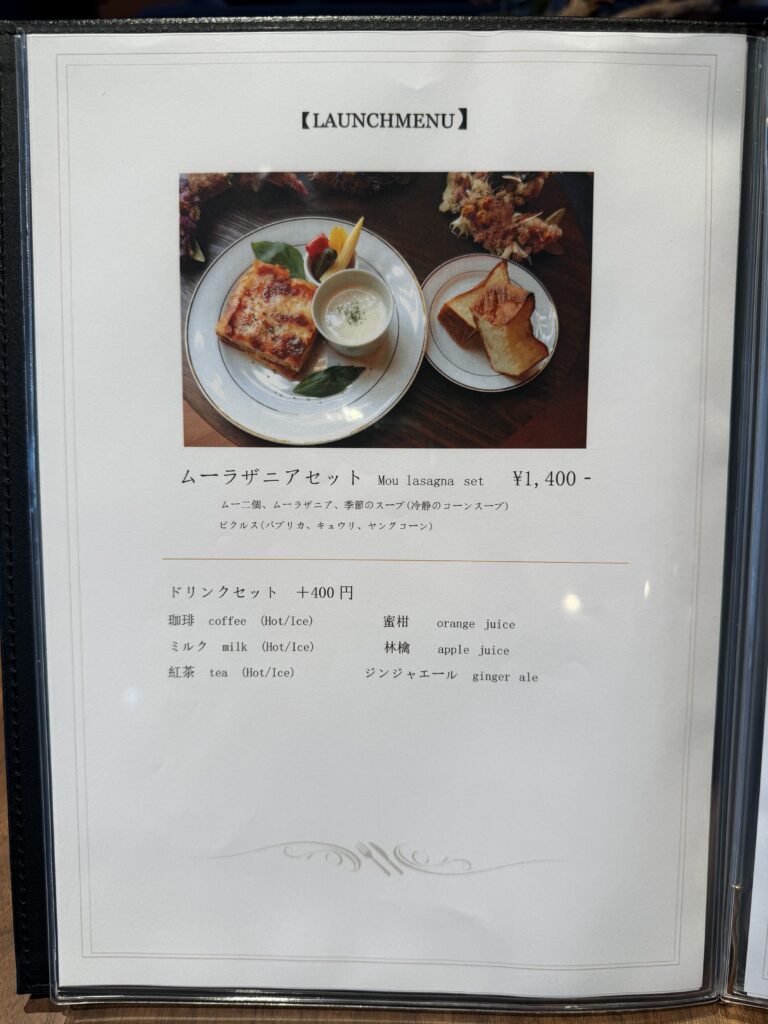 【LAUNCHMENU】
ムーラザニアセット Mou lasagna set ¥1,400-
ムー二個、ムーラザニア、季節のスープ(冷静のコーンスープ)
ピクルス(パプリカ、キュウリ、ヤングコーン)
ドリンクセット +400円
珈琲 coffee (Hot/Ice) 蜜柑 orange juice
ミルク milk (Hot/Ice) 林檎 apple juice
紅茶 tea (Hot/Ice) ジンジャエール ginger ale